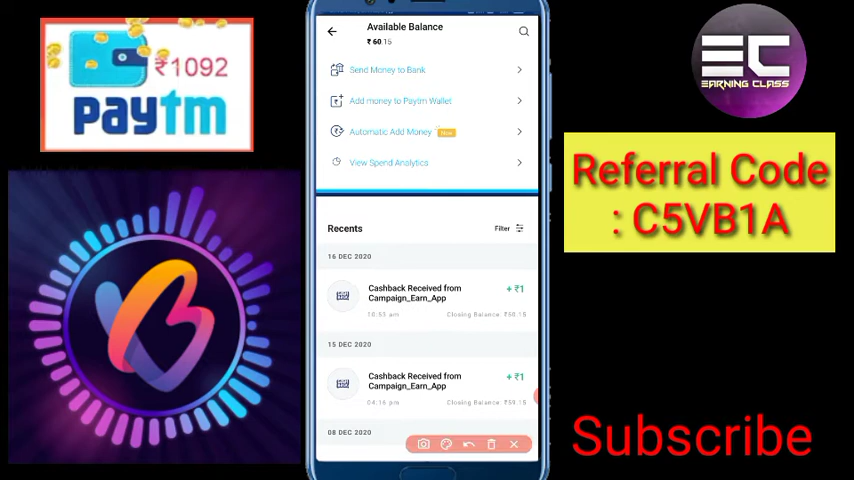 ₹1092
paytm
Available Balance
₹ 60.15
Send Money to Bank
Add money to Paytm Wallet
Automatic Add Money New
View Spend Analytics
Recents
Filter
16 DEC 2020
Cashback Received from
Campaign_Earn_App
+ ₹1
10:53 am
Closing Balance: ₹60.15
15 DEC 2020
Cashback Received from
Campaign_Earn_App
+ ₹1
04:16 pm
Closing Balance: ₹59.15
08 DEC 2020
EC
EARNING CLASS
Referral Code
: C5VB1A
Subscribe